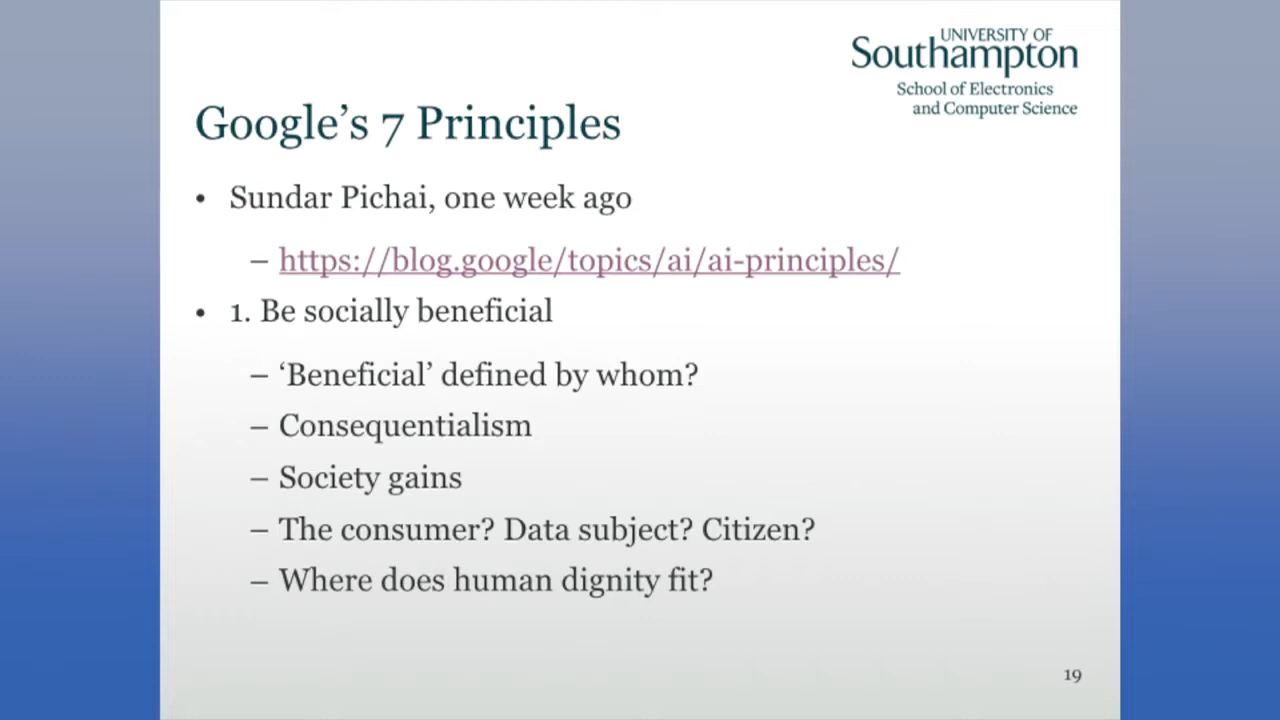 UNIVERSITY OF
Southampton
School of Electronics
and Computer Science
Google's 7 Principles
• Sundar Pichai, one week ago
– https://blog.google/topics/ai/ai-principles/
• 1. Be socially beneficial
– ‘Beneficial’ defined by whom?
– Consequentialism
– Society gains
– The consumer? Data subject? Citizen?
– Where does human dignity fit?
19